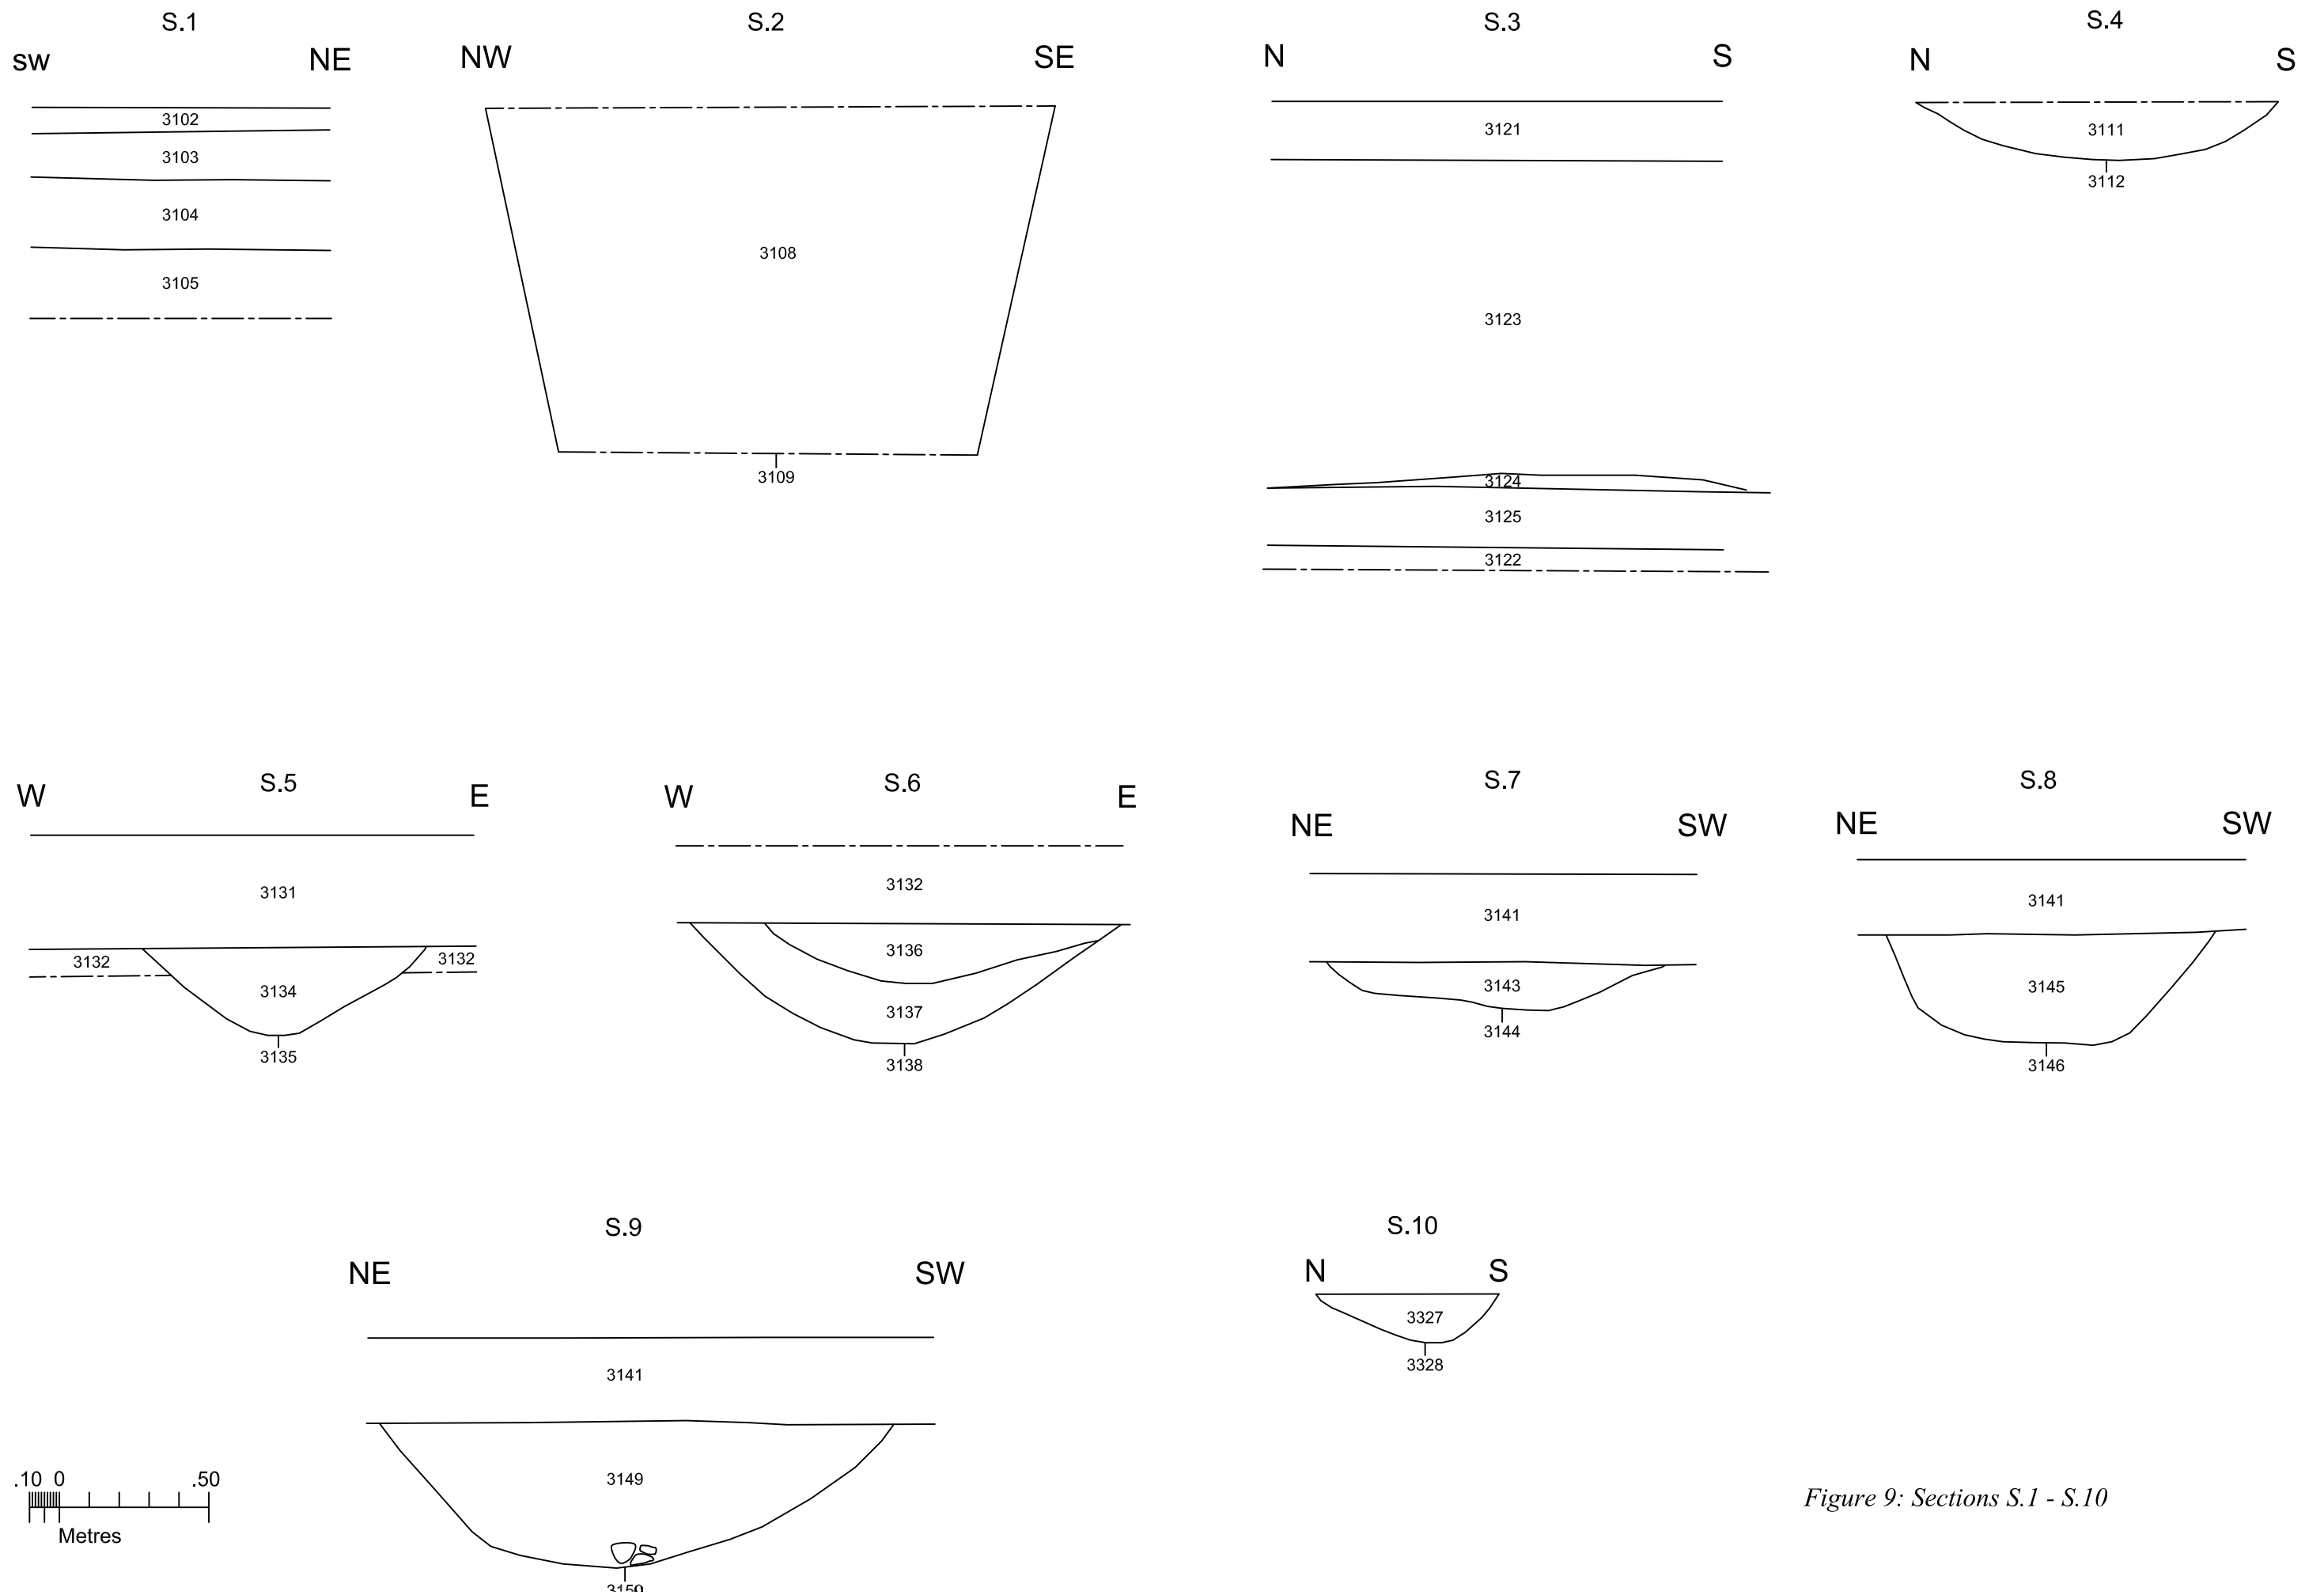 S.1
SW NE
3102
3103
3104
3105
S.2
NW SE
3108
3109
S.3
N S
3121
3123
3124
3125
3122
S.4
N S
3111
3112
S.5
W E
3131
3132 3132
3134
3135
S.6
W E
3132
3136
3137
3138
S.7
NE SW
3141
3143
3144
S.8
NE SW
3141
3145
3146
S.9
NE SW
3141
3149
3150
S.10
N S
3327
3328
.10 0 .50
Metres
Figure 9: Sections S.1 - S.10